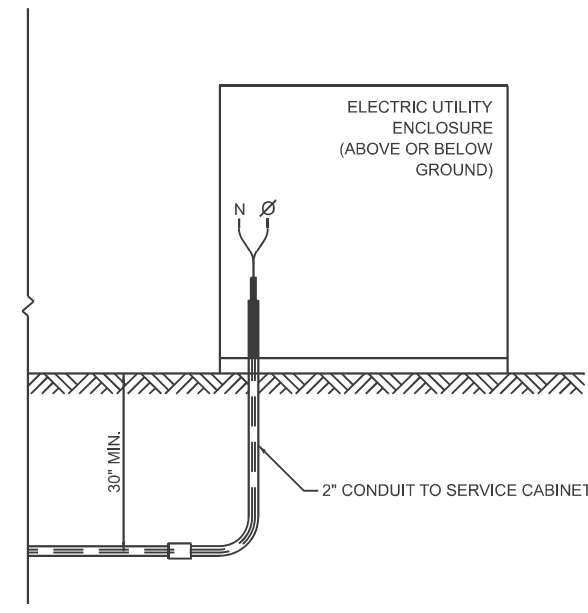 ELECTRIC UTILITY
ENCLOSURE
(ABOVE OR BELOW
GROUND)
N Ø
30" MIN.
2" CONDUIT TO SERVICE CABINET